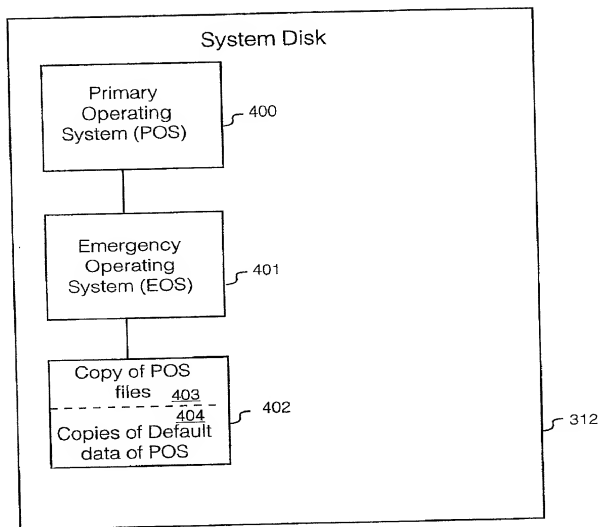 System Disk
Primary
Operating
System (POS)
400
Emergency
Operating
System (EOS)
401
Copy of POS
files 403
404
Copies of Default
data of POS
402
312